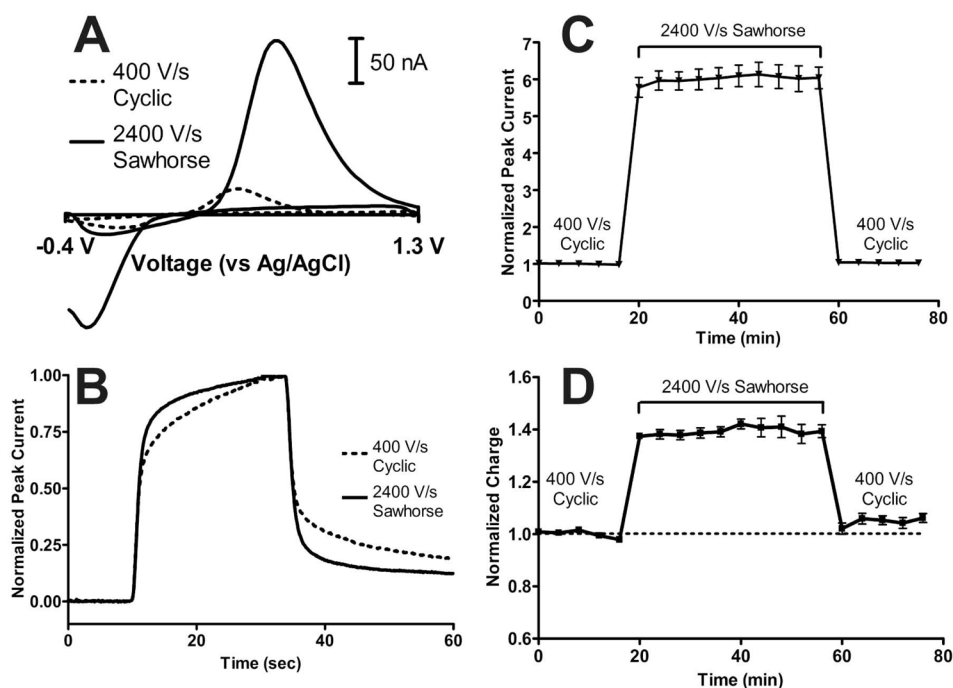 A
400 V/s
Cyclic
2400 V/s
Sawhorse
50 nA
-0.4 V
1.3 V
Voltage (vs Ag/AgCl)
B
Normalized Peak Current
1.00
0.75
0.50
0.25
0.00
400 V/s
Cyclic
2400 V/s
Sawhorse
0
20
40
60
Time (sec)
C
2400 V/s Sawhorse
Normalized Peak Current
7
6
5
4
3
2
1
0
400 V/s
Cyclic
400 V/s
Cyclic
0
20
40
60
80
Time (min)
D
2400 V/s Sawhorse
Normalized Charge
1.6
1.4
1.2
1.0
0.8
0.6
400 V/s
Cyclic
400 V/s
Cyclic
0
20
40
60
80
Time (min)